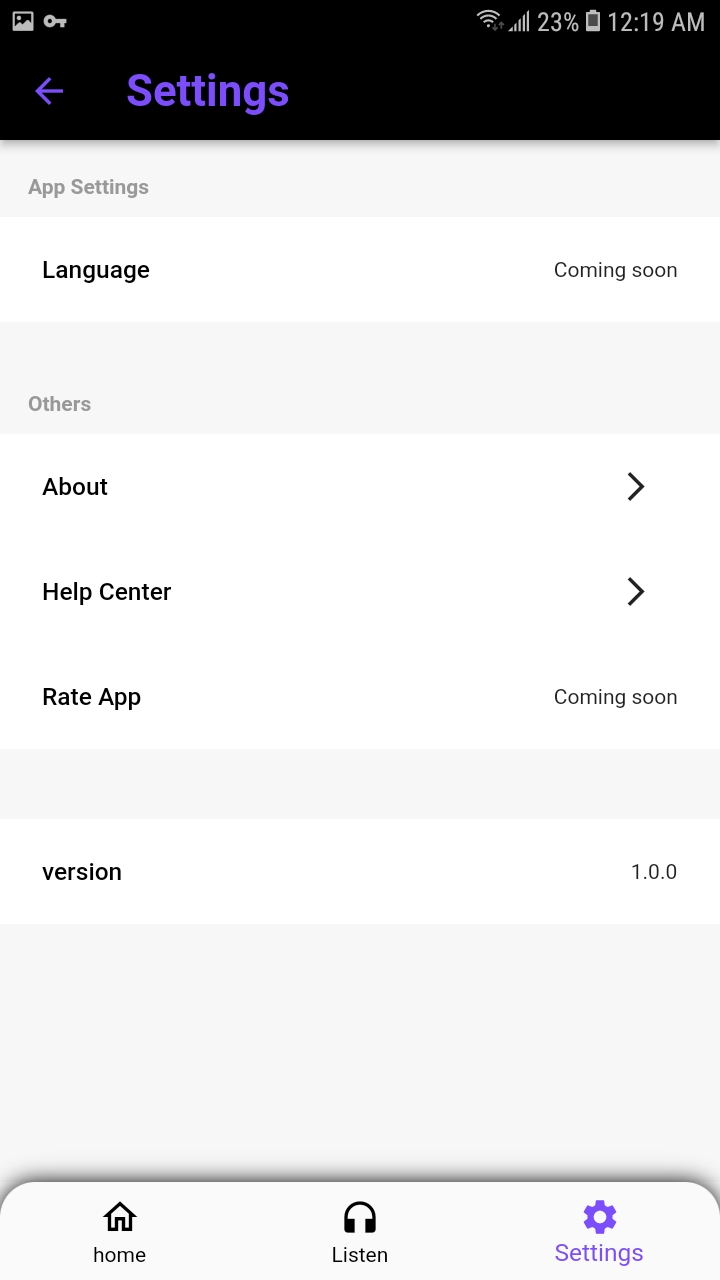 23% 12:19 AM
Settings
App Settings
Language Coming soon
Others
About
Help Center
Rate App Coming soon
version 1.0.0
home Listen Settings